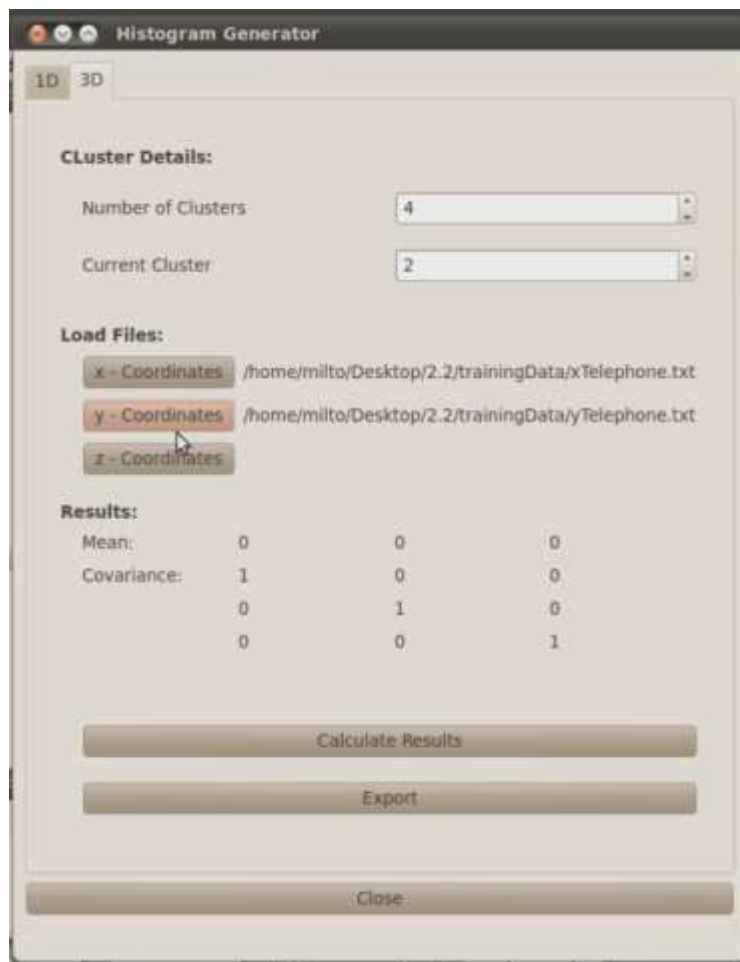 Histogram Generator
1D 3D
CLuster Details:
Number of Clusters 4
Current Cluster 2
Load Files:
x - Coordinates /home/milto/Desktop/2.2/trainingData/xTelephone.txt
y - Coordinates /home/milto/Desktop/2.2/trainingData/yTelephone.txt
z - Coordinates
Results:
Mean: 0 0 0
Covariance: 1 0 0
0 1 0
0 0 1
Calculate Results
Export
Close